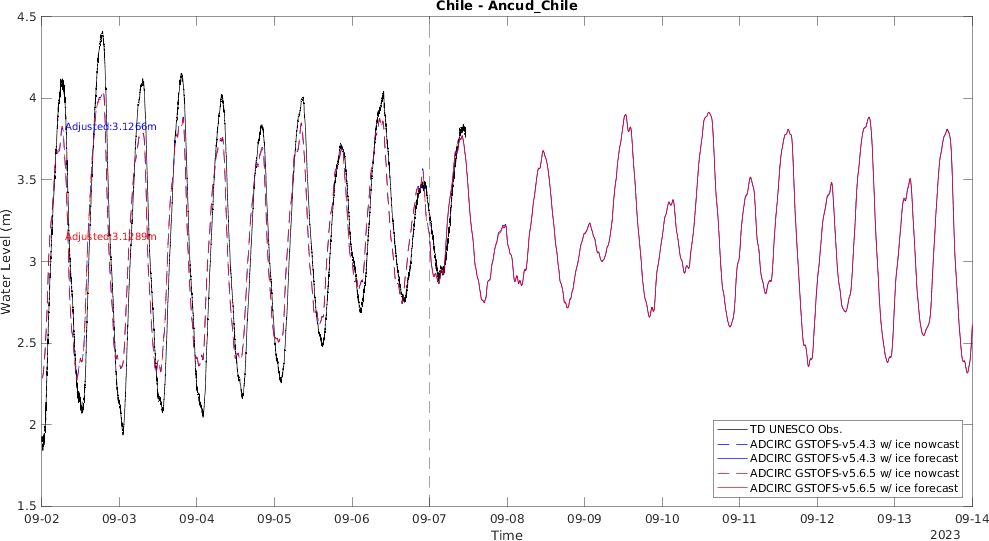 Chile - Ancud_Chile
4.5
4
3.5
3
2.5
2
1.5
Water Level (m)
Adjusted:3.1266m
Adjusted:3.1289m
TD UNESCO Obs.
ADCIRC GSTOFS-v5.4.3 w/ ice nowcast
ADCIRC GSTOFS-v5.4.3 w/ ice forecast
ADCIRC GSTOFS-v5.6.5 w/ ice nowcast
ADCIRC GSTOFS-v5.6.5 w/ ice forecast
09-02 09-03 09-04 09-05 09-06 09-07 09-08 09-09 09-10 09-11 09-12 09-13 09-14
Time
2023